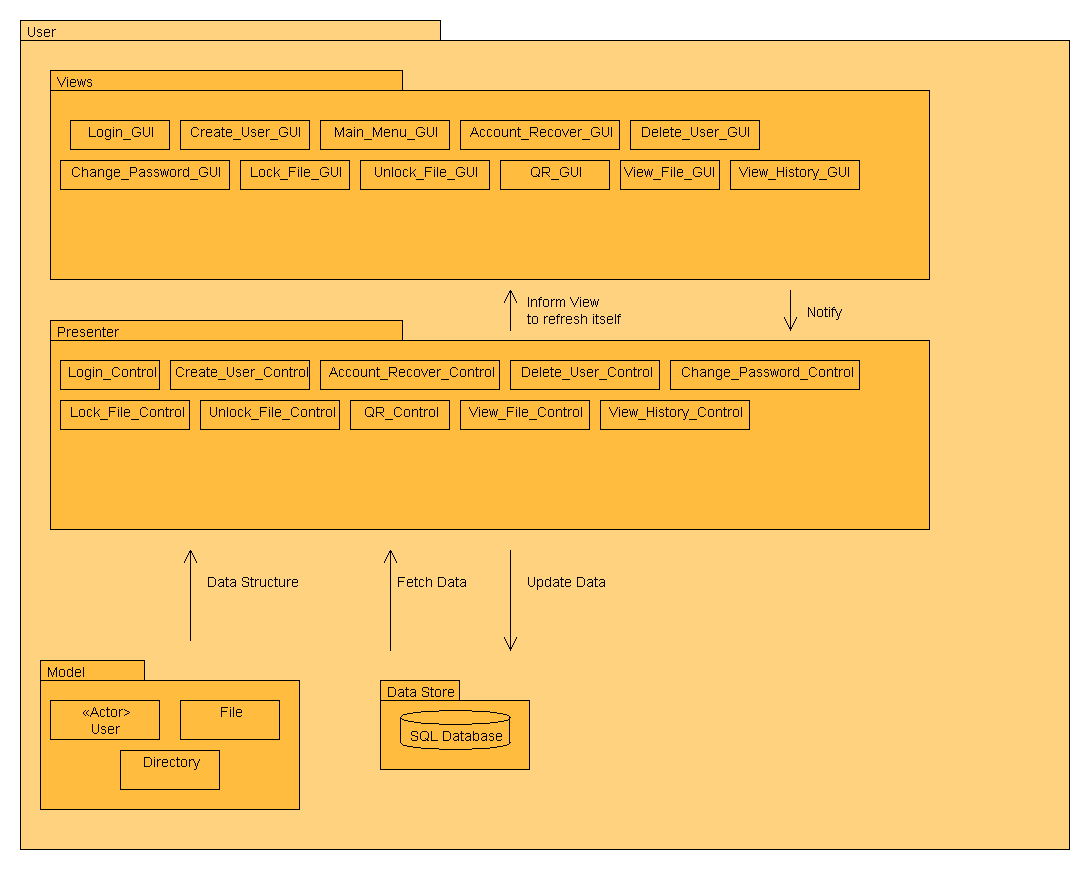 User
Views
Login_GUI Create_User_GUI Main_Menu_GUI Account_Recover_GUI Delete_User_GUI
Change_Password_GUI Lock_File_GUI Unlock_File_GUI QR_GUI View_File_GUI View_History_GUI
Inform View
to refresh itself
Notify
Presenter
Login_Control Create_User_Control Account_Recover_Control Delete_User_Control Change_Password_Control
Lock_File_Control Unlock_File_Control QR_Control View_File_Control View_History_Control
Data Structure
Fetch Data
Update Data
Model
«Actor>
User
File
Directory
Data Store
SQL Database